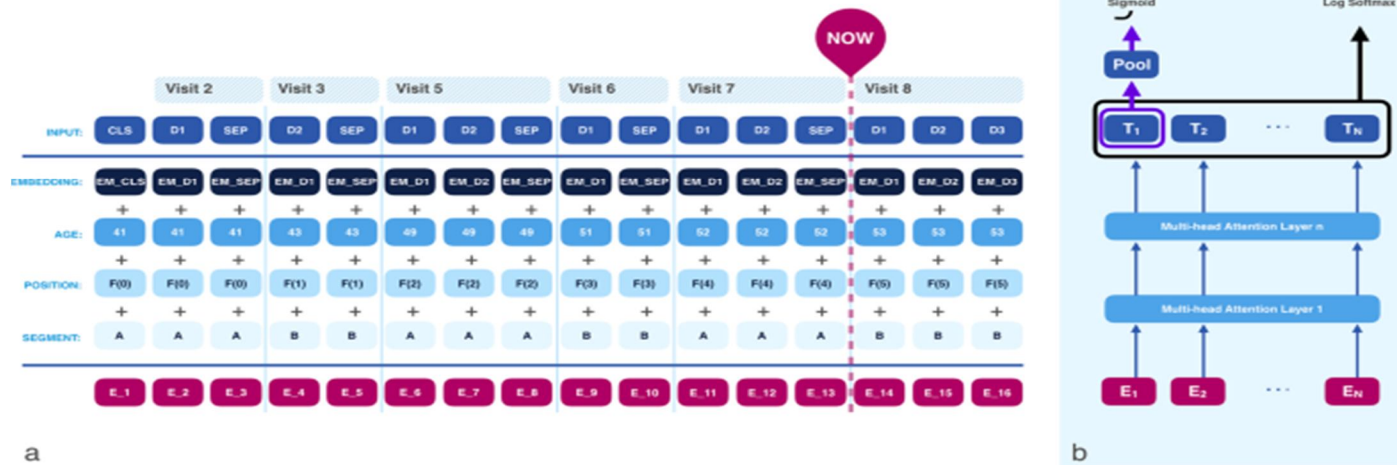 NOW
Visit 2 Visit 3 Visit 5 Visit 6 Visit 7 Visit 8
INPUT: CLS D1 SEP D2 SEP D1 D2 SEP D1 SEP D1 D2 SEP D1 D2 D3
EMBEDDING: EM_CLS EM_D1 EM_SEP EM_D1 EM_SEP EM_D1 EM_D2 EM_SEP EM_D1 EM_SEP EM_D1 EM_D2 EM_SEP EM_D1 EM_D2 EM_D3
+ + + + + + + + + + + + + + + +
AGE: 41 41 41 43 43 49 49 49 51 51 52 52 52 53 53 53
+ + + + + + + + + + + + + + + +
POSITION: F(0) F(0) F(0) F(1) F(1) F(2) F(2) F(2) F(3) F(3) F(4) F(4) F(4) F(5) F(5) F(5)
+ + + + + + + + + + + + + + + +
SEGMENT: A A A B B A A A B B A A A B B B
E_1 E_2 E_3 E_4 E_5 E_6 E_7 E_8 E_9 E_10 E_11 E_12 E_13 E_14 E_15 E_16
a
Sigmoid Log Softmax
Pool
T1 T2 ... TN
Multi-head Attention Layer n
Multi-head Attention Layer 1
E1 E2 ... EN
b